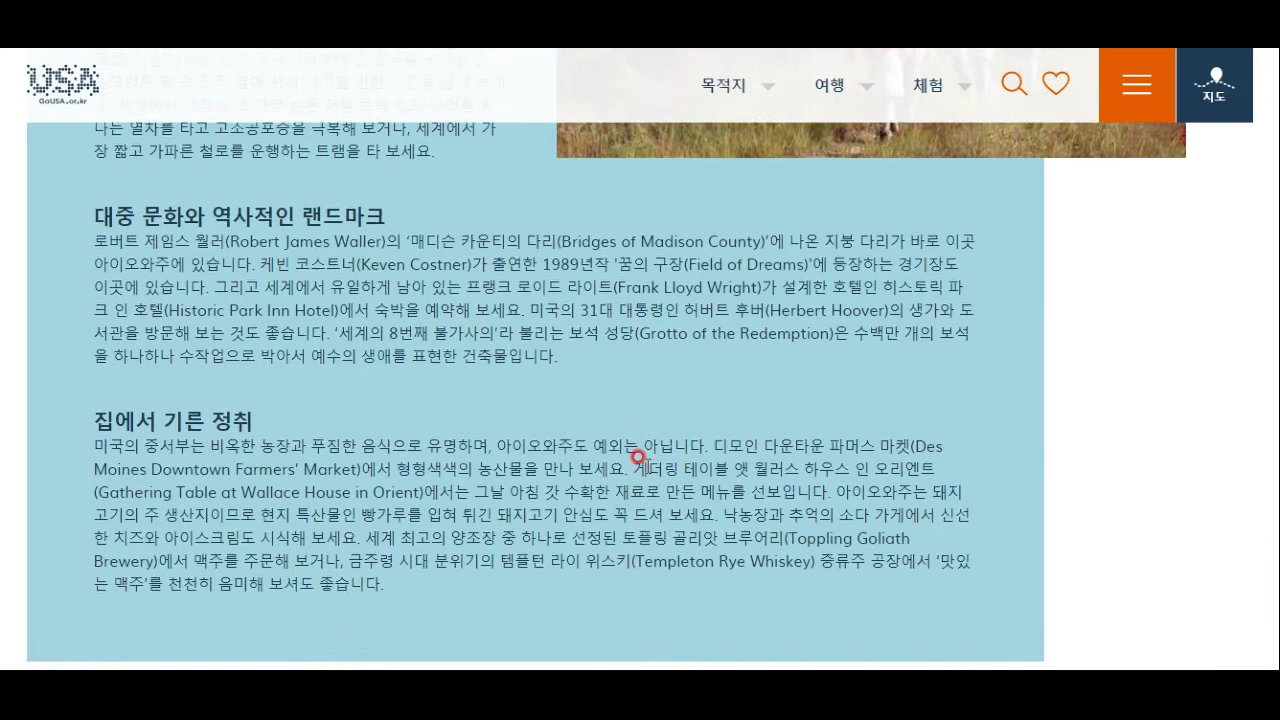 USA
GoUSA.or.kr
목적지
여행
체험
지도
나는 열차를 타고 고소공포증을 극복해 보거나, 세계에서 가
장 짧고 가파른 철로를 운행하는 트램을 타 보세요.
대중 문화와 역사적인 랜드마크
로버트 제임스 월러(Robert James Waller)의 ‘매디슨 카운티의 다리(Bridges of Madison County)’에 나온 지붕 다리가 바로 이곳
아이오와주에 있습니다. 케빈 코스트너(Keven Costner)가 출연한 1989년작 '꿈의 구장(Field of Dreams)'에 등장하는 경기장도
이곳에 있습니다. 그리고 세계에서 유일하게 남아 있는 프랭크 로이드 라이트(Frank Lloyd Wright)가 설계한 호텔인 히스토릭 파
크 인 호텔(Historic Park Inn Hotel)에서 숙박을 예약해 보세요. 미국의 31대 대통령인 허버트 후버(Herbert Hoover)의 생가와 도
서관을 방문해 보는 것도 좋습니다. ‘세계의 8번째 불가사의’라 불리는 보석 성당(Grotto of the Redemption)은 수백만 개의 보석
을 하나하나 수작업으로 박아서 예수의 생애를 표현한 건축물입니다.
집에서 기른 정취
미국의 중서부는 비옥한 농장과 푸짐한 음식으로 유명하며, 아이오와주도 예외는 아닙니다. 디모인 다운타운 파머스 마켓(Des
Moines Downtown Farmers’ Market)에서 형형색색의 농산물을 만나 보세요. 게더링 테이블 앳 월러스 하우스 인 오리엔트
(Gathering Table at Wallace House in Orient)에서는 그날 아침 갓 수확한 재료로 만든 메뉴를 선보입니다. 아이오와주는 돼지
고기의 주 생산지이므로 현지 특산물인 빵가루를 입혀 튀긴 돼지고기 안심도 꼭 드셔 보세요. 낙농장과 추억의 소다 가게에서 신선
한 치즈와 아이스크림도 시식해 보세요. 세계 최고의 양조장 중 하나로 선정된 토플링 골리앗 브루어리(Toppling Goliath
Brewery)에서 맥주를 주문해 보거나, 금주령 시대 분위기의 템플턴 라이 위스키(Templeton Rye Whiskey) 증류주 공장에서 ‘맛있
는 맥주’를 천천히 음미해 보셔도 좋습니다.